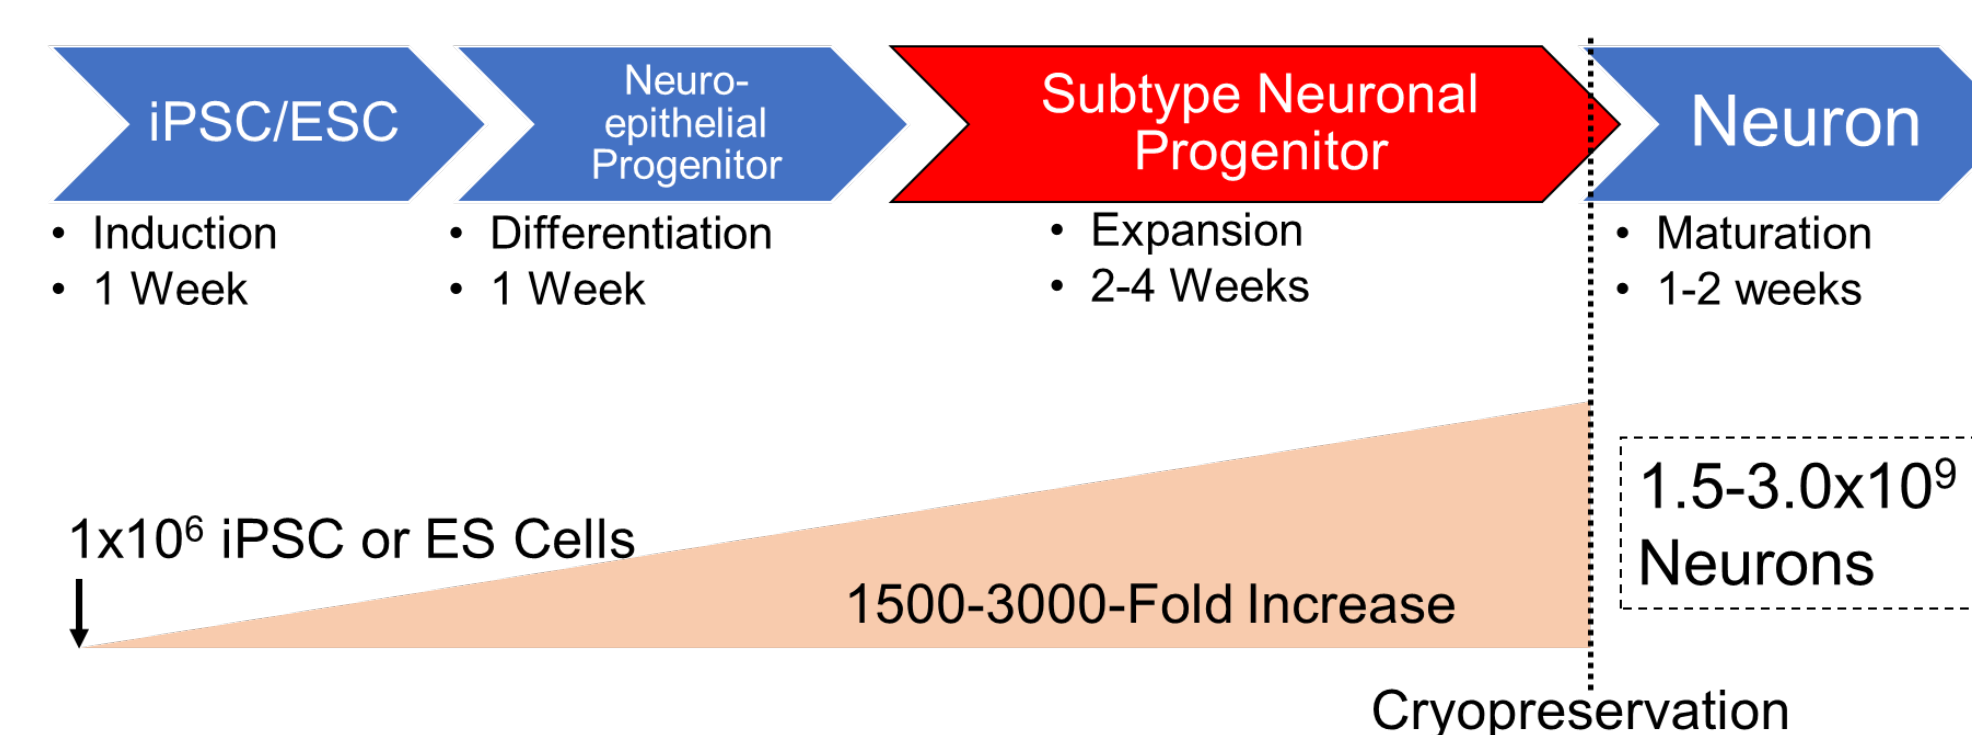 iPSC/ESC
Neuro-
epithelial
Progenitor
Subtype Neuronal
Progenitor
Neuron
• Induction
• 1 Week
• Differentiation
• 1 Week
• Expansion
• 2-4 Weeks
• Maturation
• 1-2 weeks
1x10⁶ iPSC or ES Cells
1500-3000-Fold Increase
1.5-3.0x10⁹
Neurons
Cryopreservation